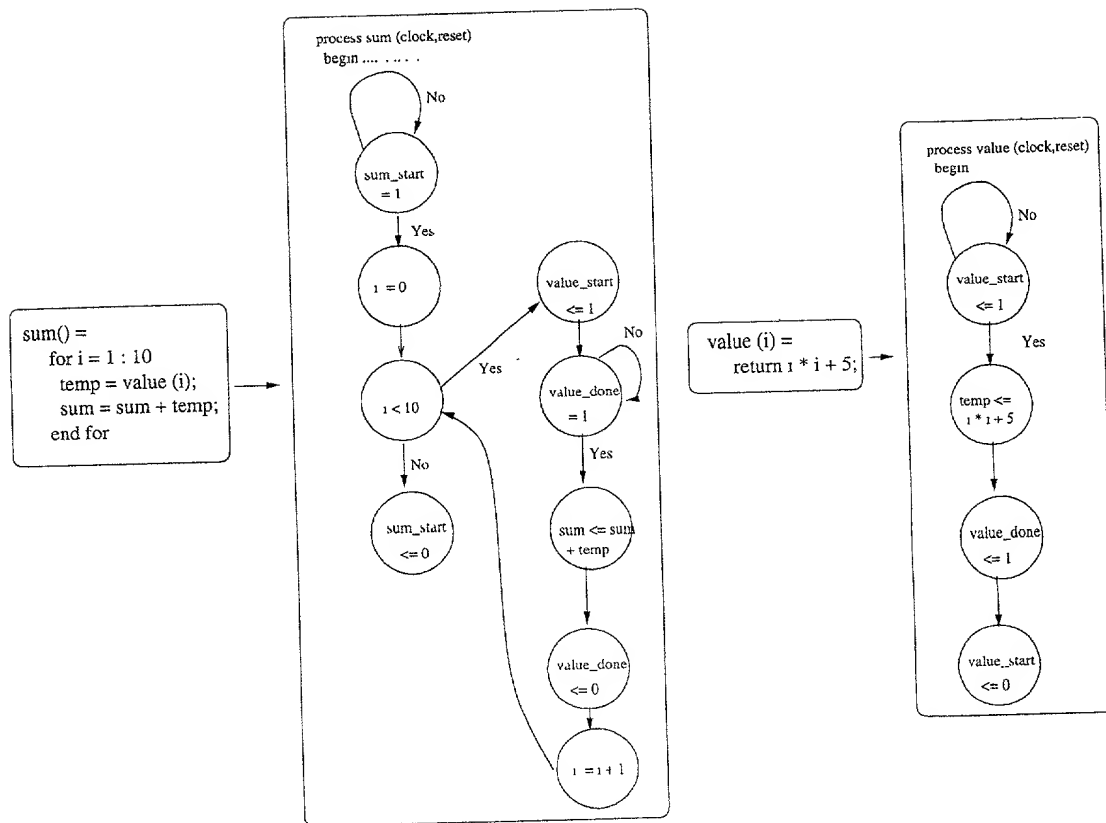 sum() =
for i = 1 : 10
temp = value (i);
sum = sum + temp;
end for
process sum (clock,reset)
begin .... . . . .
No
sum_start
= 1
Yes
ı = 0
ı < 10
Yes
No
sum_start
<= 0
value_start
<= 1
No
value_done
= 1
Yes
sum <= sum
+ temp
value_done
<= 0
ı = ı + 1
value (i) =
return ı * i + 5;
process value (clock,reset)
begin
No
value_start
<= 1
Yes
temp <=
ı * ı + 5
value_done
<= 1
value_start
<= 0